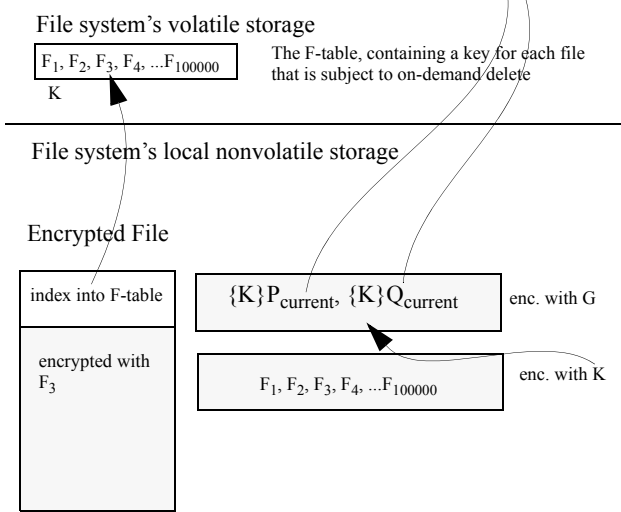 File system's volatile storage
F1, F2, F3, F4, ...F100000
The F-table, containing a key for each file
that is subject to on-demand delete
K
File system's local nonvolatile storage
Encrypted File
index into F-table
{K}Pcurrent, {K}Qcurrent
enc. with G
encrypted with
F3
F1, F2, F3, F4, ...F100000
enc. with K